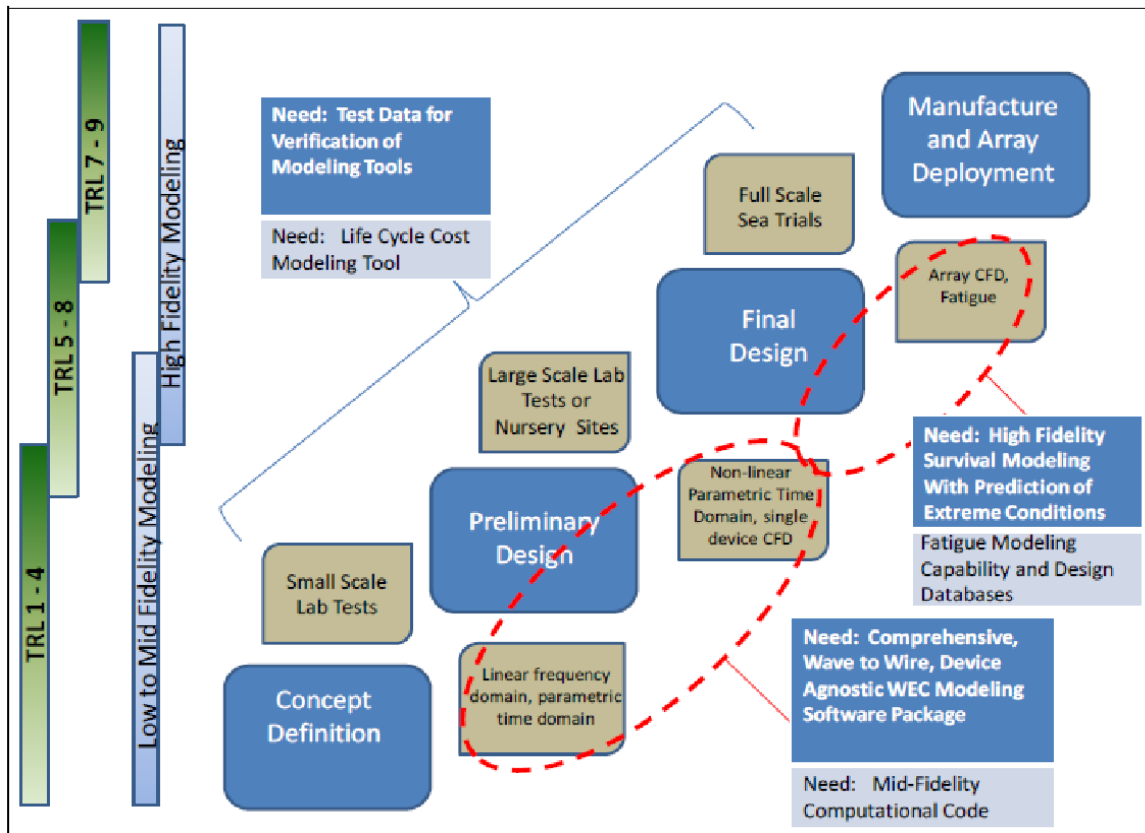 TRL 7 - 9
TRL 5 - 8
TRL 1 - 4
High Fidelity Modeling
Low to Mid Fidelity Modeling
Need: Test Data for
Verification of
Modeling Tools
Need: Life Cycle Cost
Modeling Tool
Manufacture
and Array
Deployment
Full Scale
Sea Trials
Array CFD,
Fatigue
Final
Design
Large Scale Lab
Tests or
Nursery Sites
Need: High Fidelity
Survival Modeling
With Prediction of
Extreme Conditions
Fatigue Modeling
Capability and Design
Databases
Non-linear
Parametric Time
Domain, single
device CFD
Preliminary
Design
Small Scale
Lab Tests
Need: Comprehensive,
Wave to Wire, Device
Agnostic WEC Modeling
Software Package
Need: Mid-Fidelity
Computational Code
Linear frequency
domain, parametric
time domain
Concept
Definition